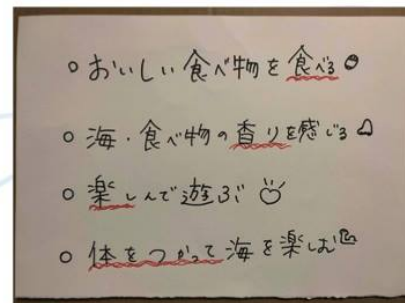 ○ おいしい食べ物を食べる
○ 海・食べ物の香りを感じる
○ 楽しんで遊ぶ
○ 体をつかって海を楽しむ